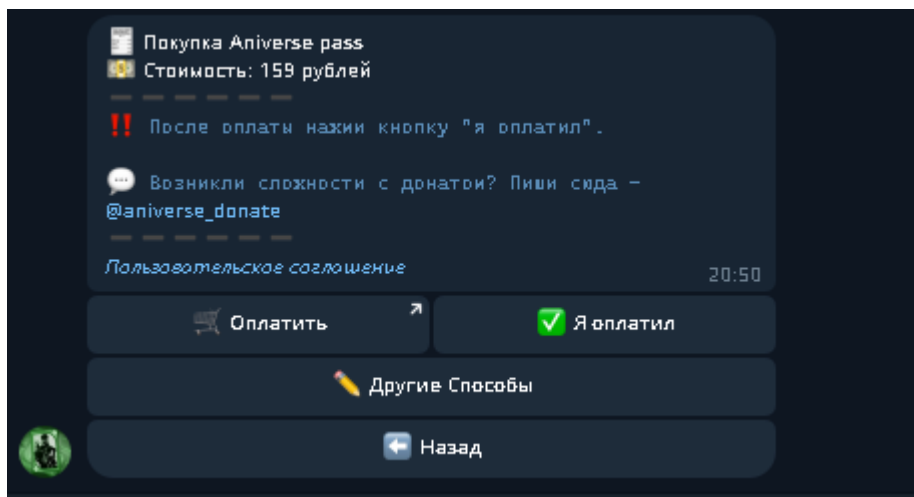 🧾 Покупка Aniverse pass
💴 Стоимость: 159 рублей
— — — — — —
‼️ После оплаты нажми кнопку "я оплатил".
💬 Возникли сложности с донатом? Пиши сюда —
@aniverse_donate
— — — — — —
Пользовательское соглашение
20:50
🛒 Оплатить
✅ Я оплатил
✏️ Другие Способы
⬅️ Назад